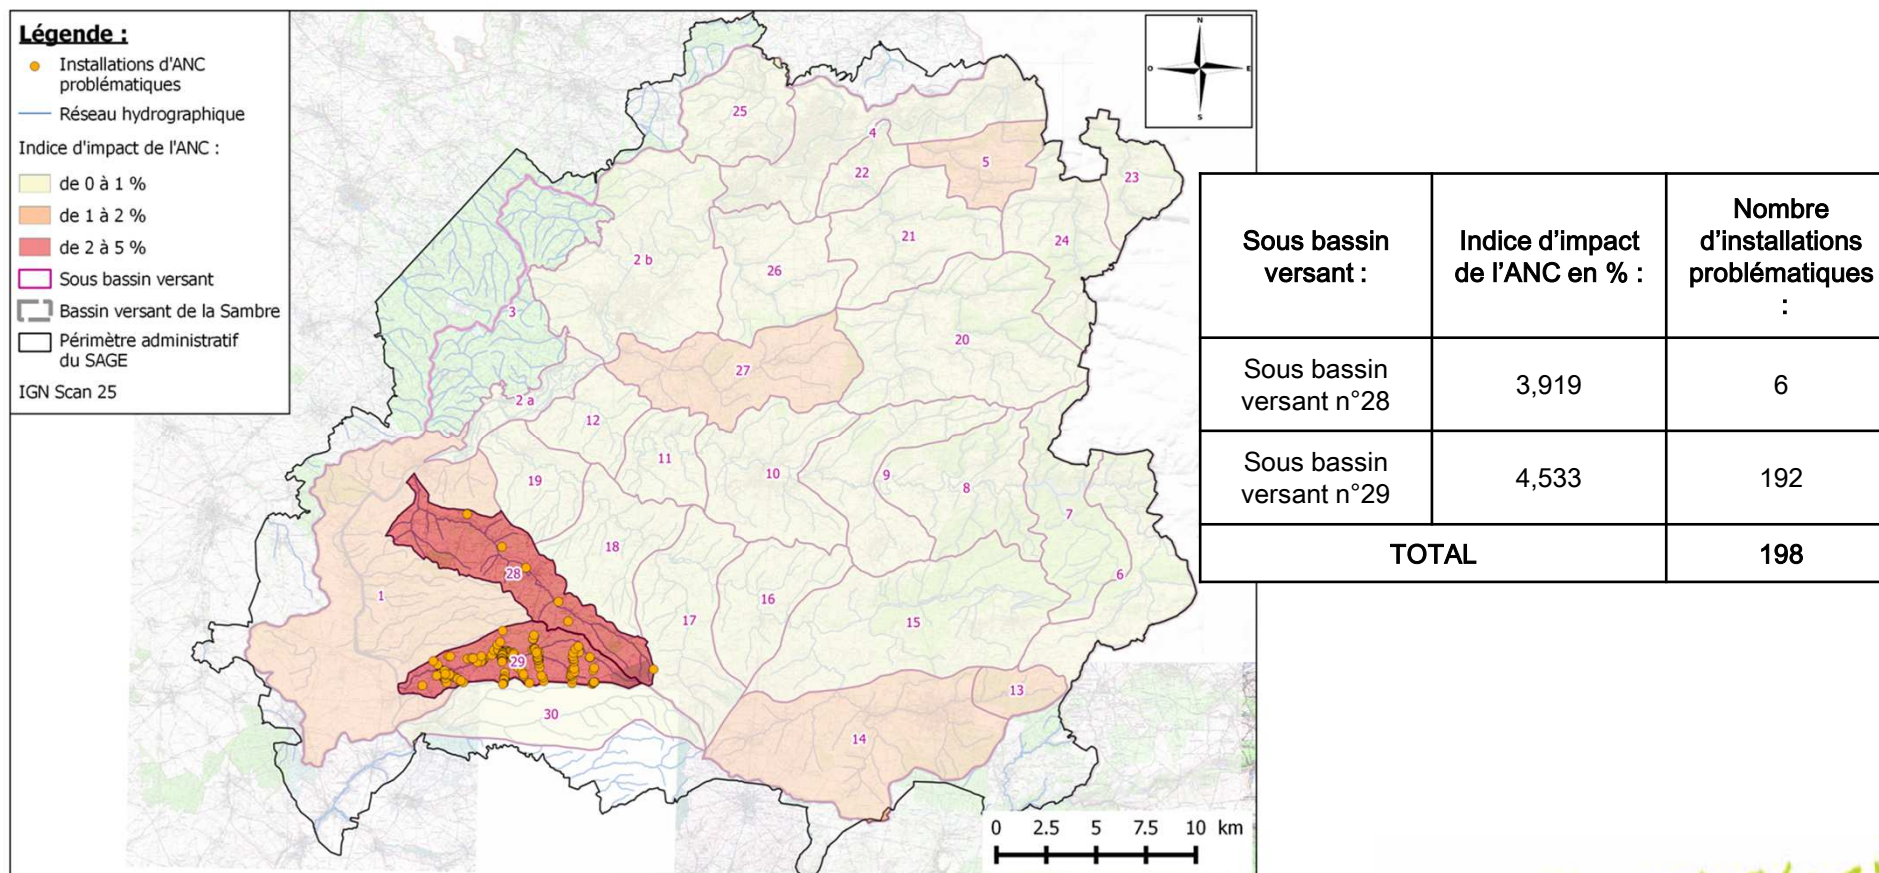 Légende :
Installations d'ANC
problématiques
Réseau hydrographique
Indice d'impact de l'ANC :
de 0 à 1 %
de 1 à 2 %
de 2 à 5 %
Sous bassin versant
Bassin versant de la Sambre
Périmètre administratif
du SAGE
IGN Scan 25
N
O
E
S
25
4
5
22
23
21
24
2 b
26
3
20
27
2 a
12
11
10
9
8
19
7
18
28
6
1
16
17
15
29
13
30
14
0 2.5 5 7.5 10 km
Sous bassin
versant :
Indice d'impact
de l'ANC en % :
Nombre
d'installations
problématiques
:
Sous bassin
versant n°28
3,919
6
Sous bassin
versant n°29
4,533
192
TOTAL
198